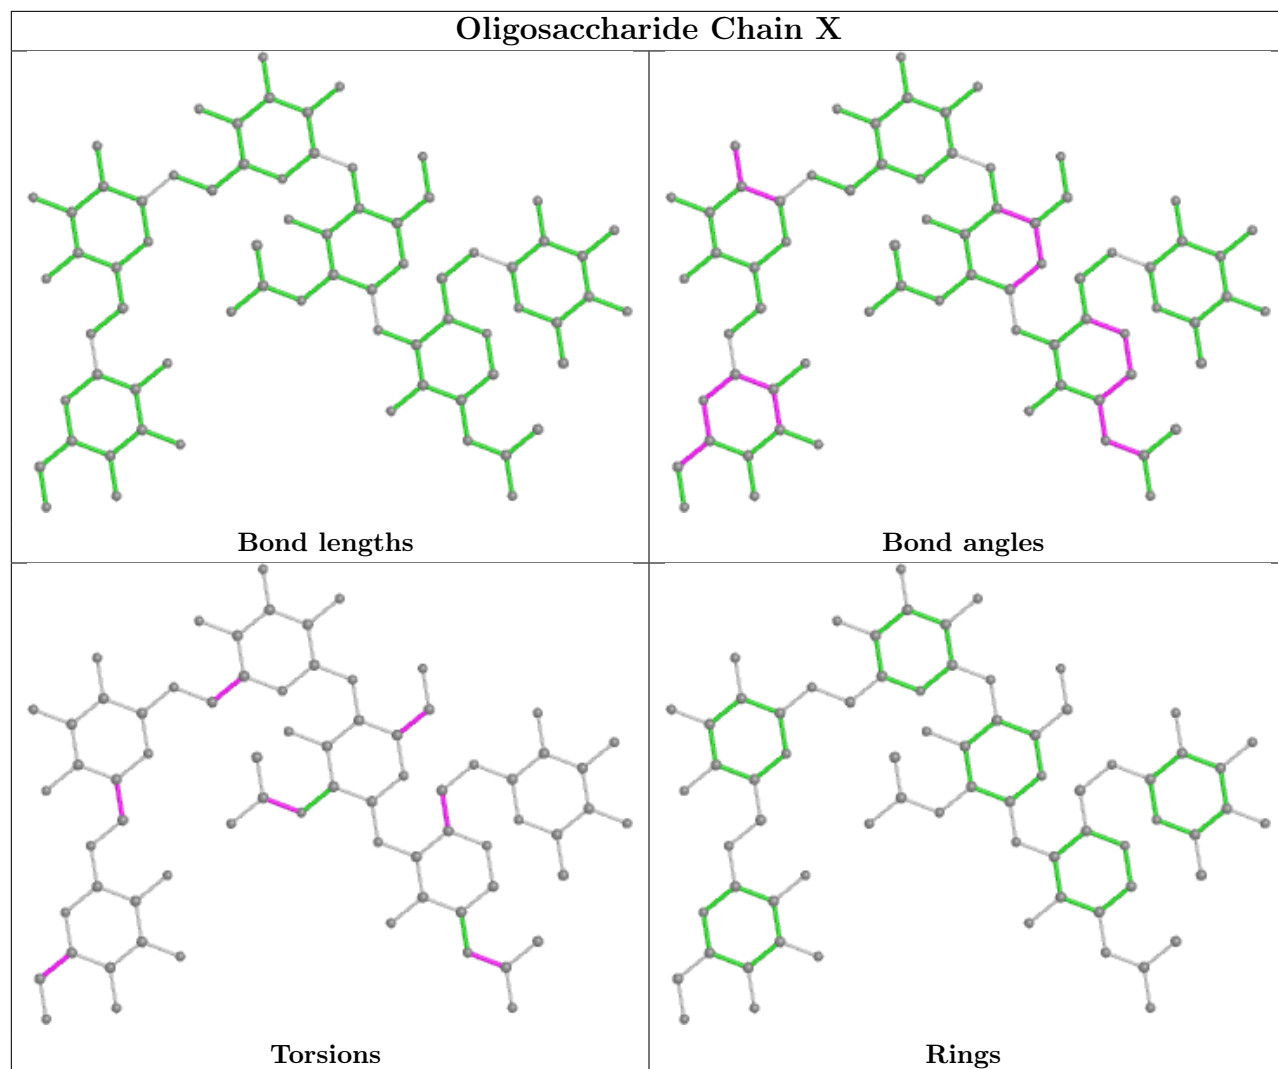 Oligosaccharide Chain X
Bond lengths
Bond angles
Torsions
Rings